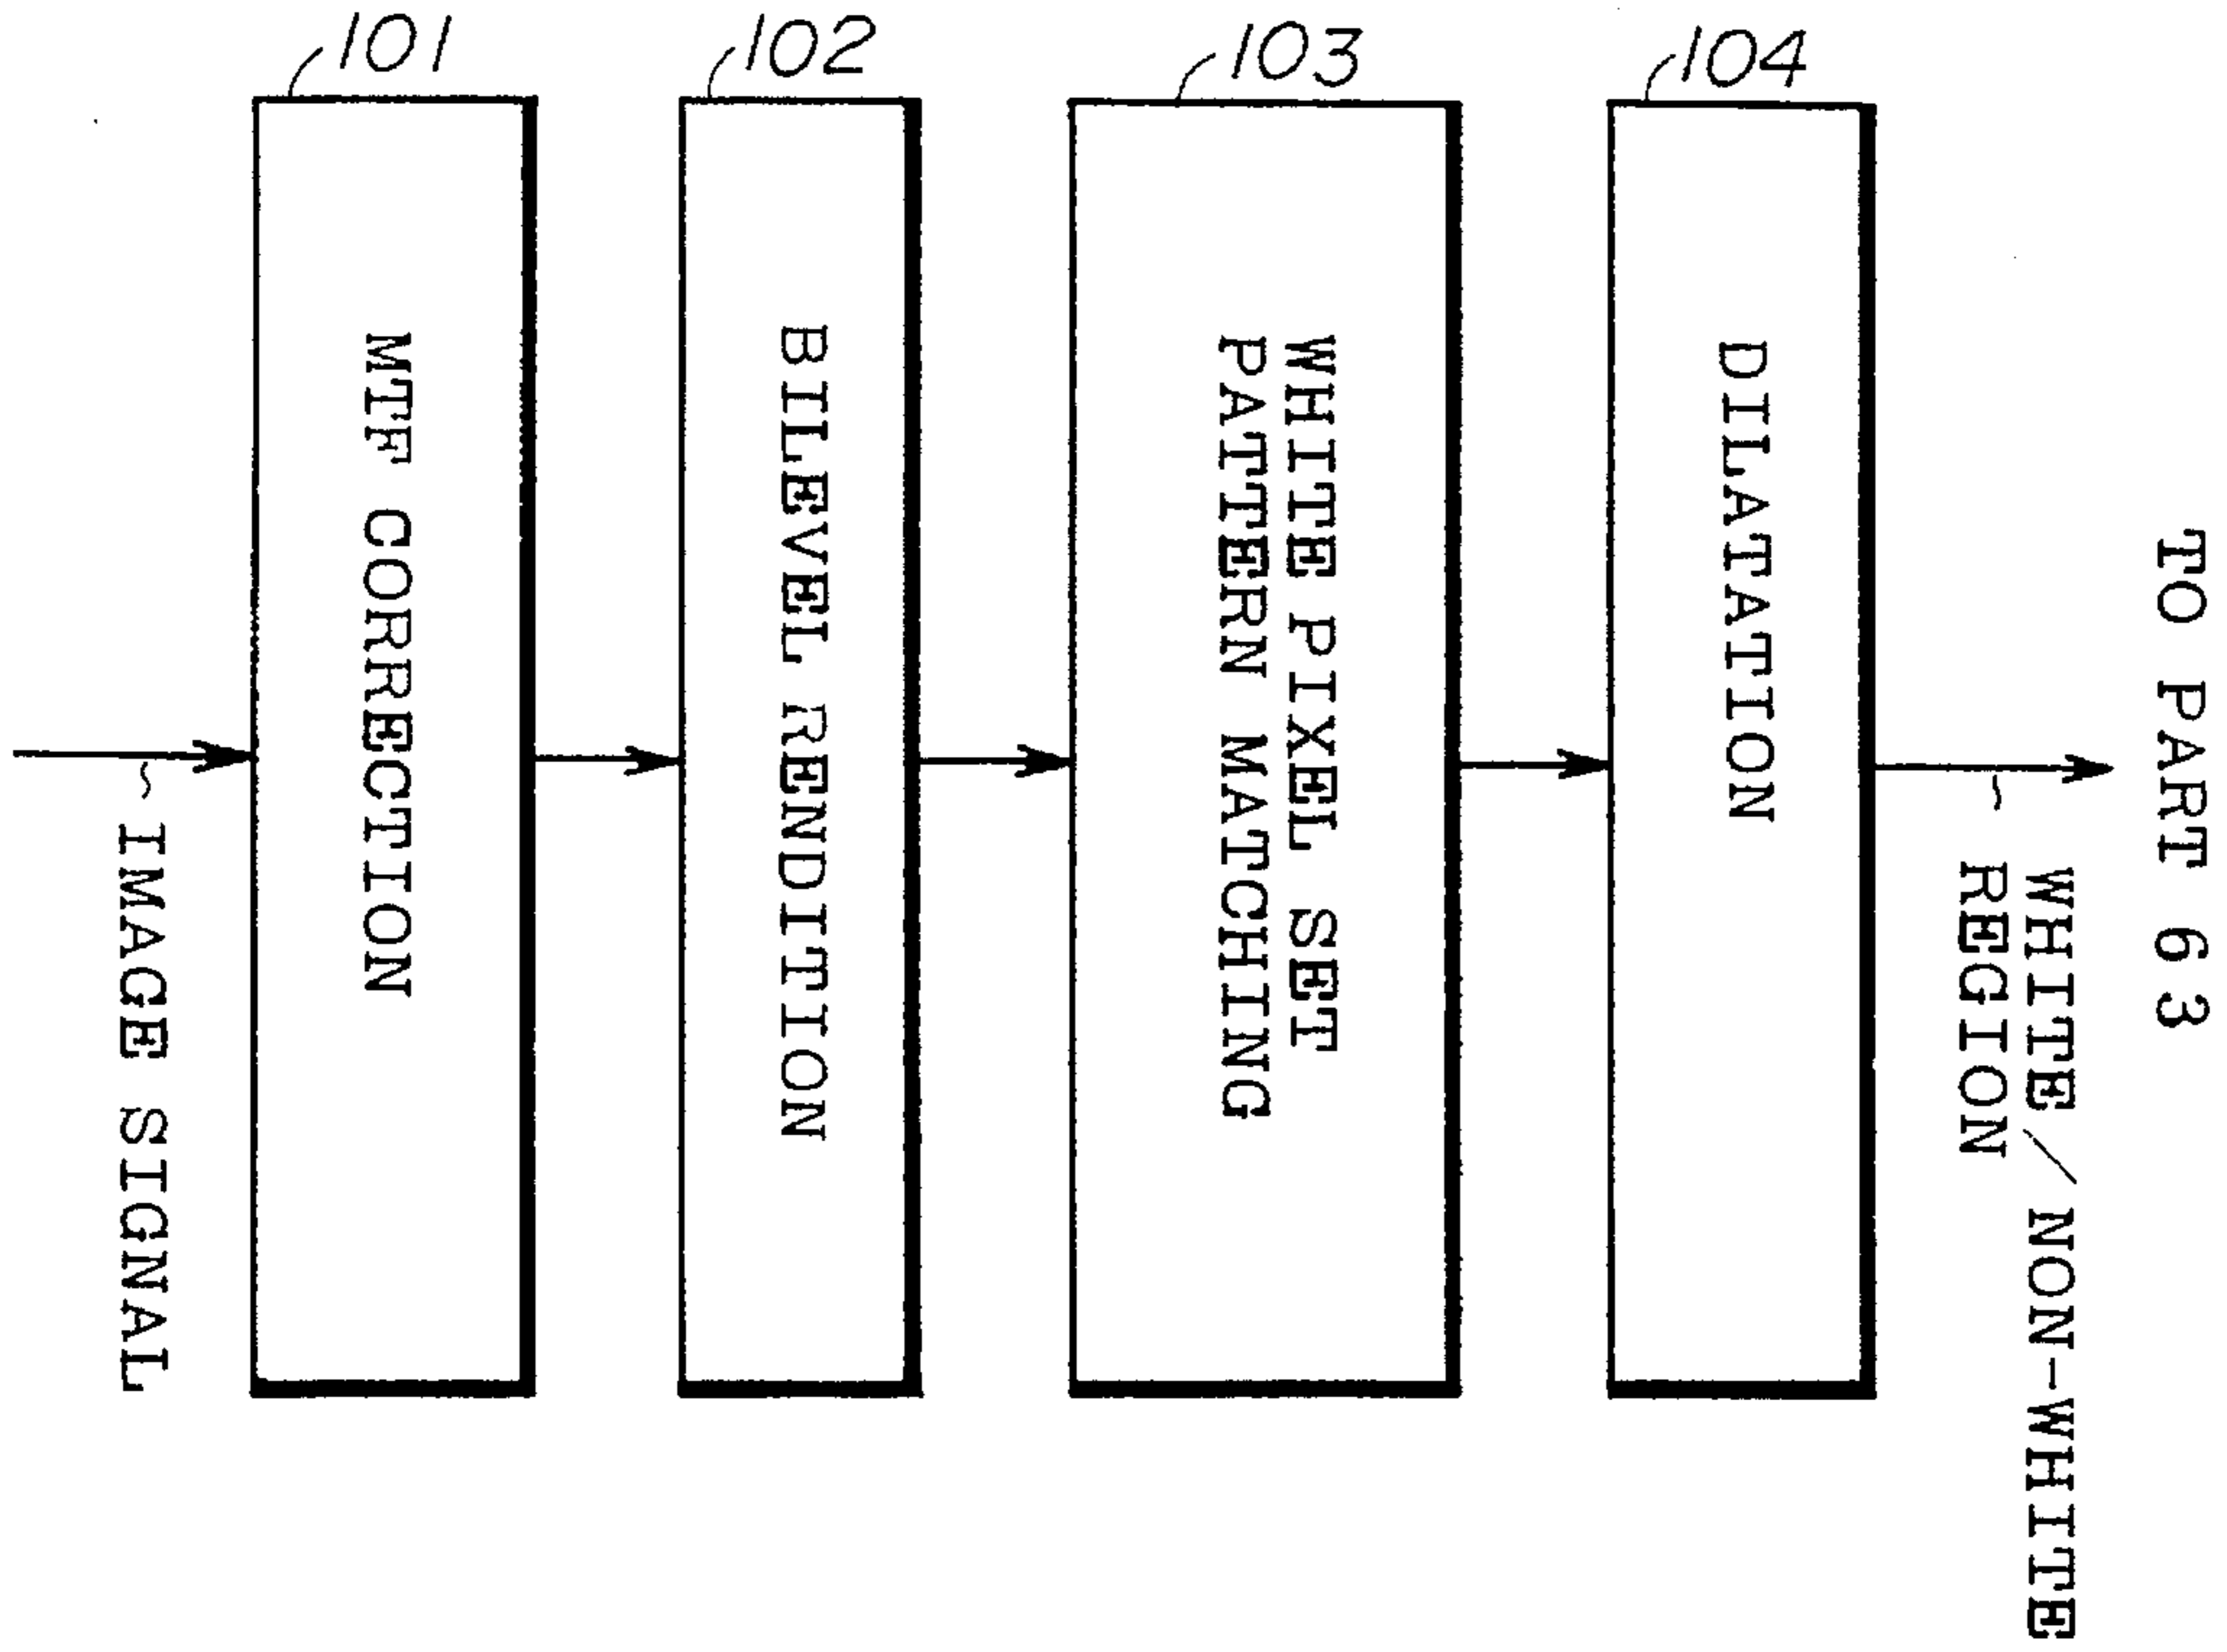 101
MTF CORRECTION
IMAGE SIGNAL
102
BILEVEL RENDITION
103
WHITE PIXEL SET
PATTERN MATCHING
104
DILATATION
WHITE/NON-WHITE
REGION
TO PART 63